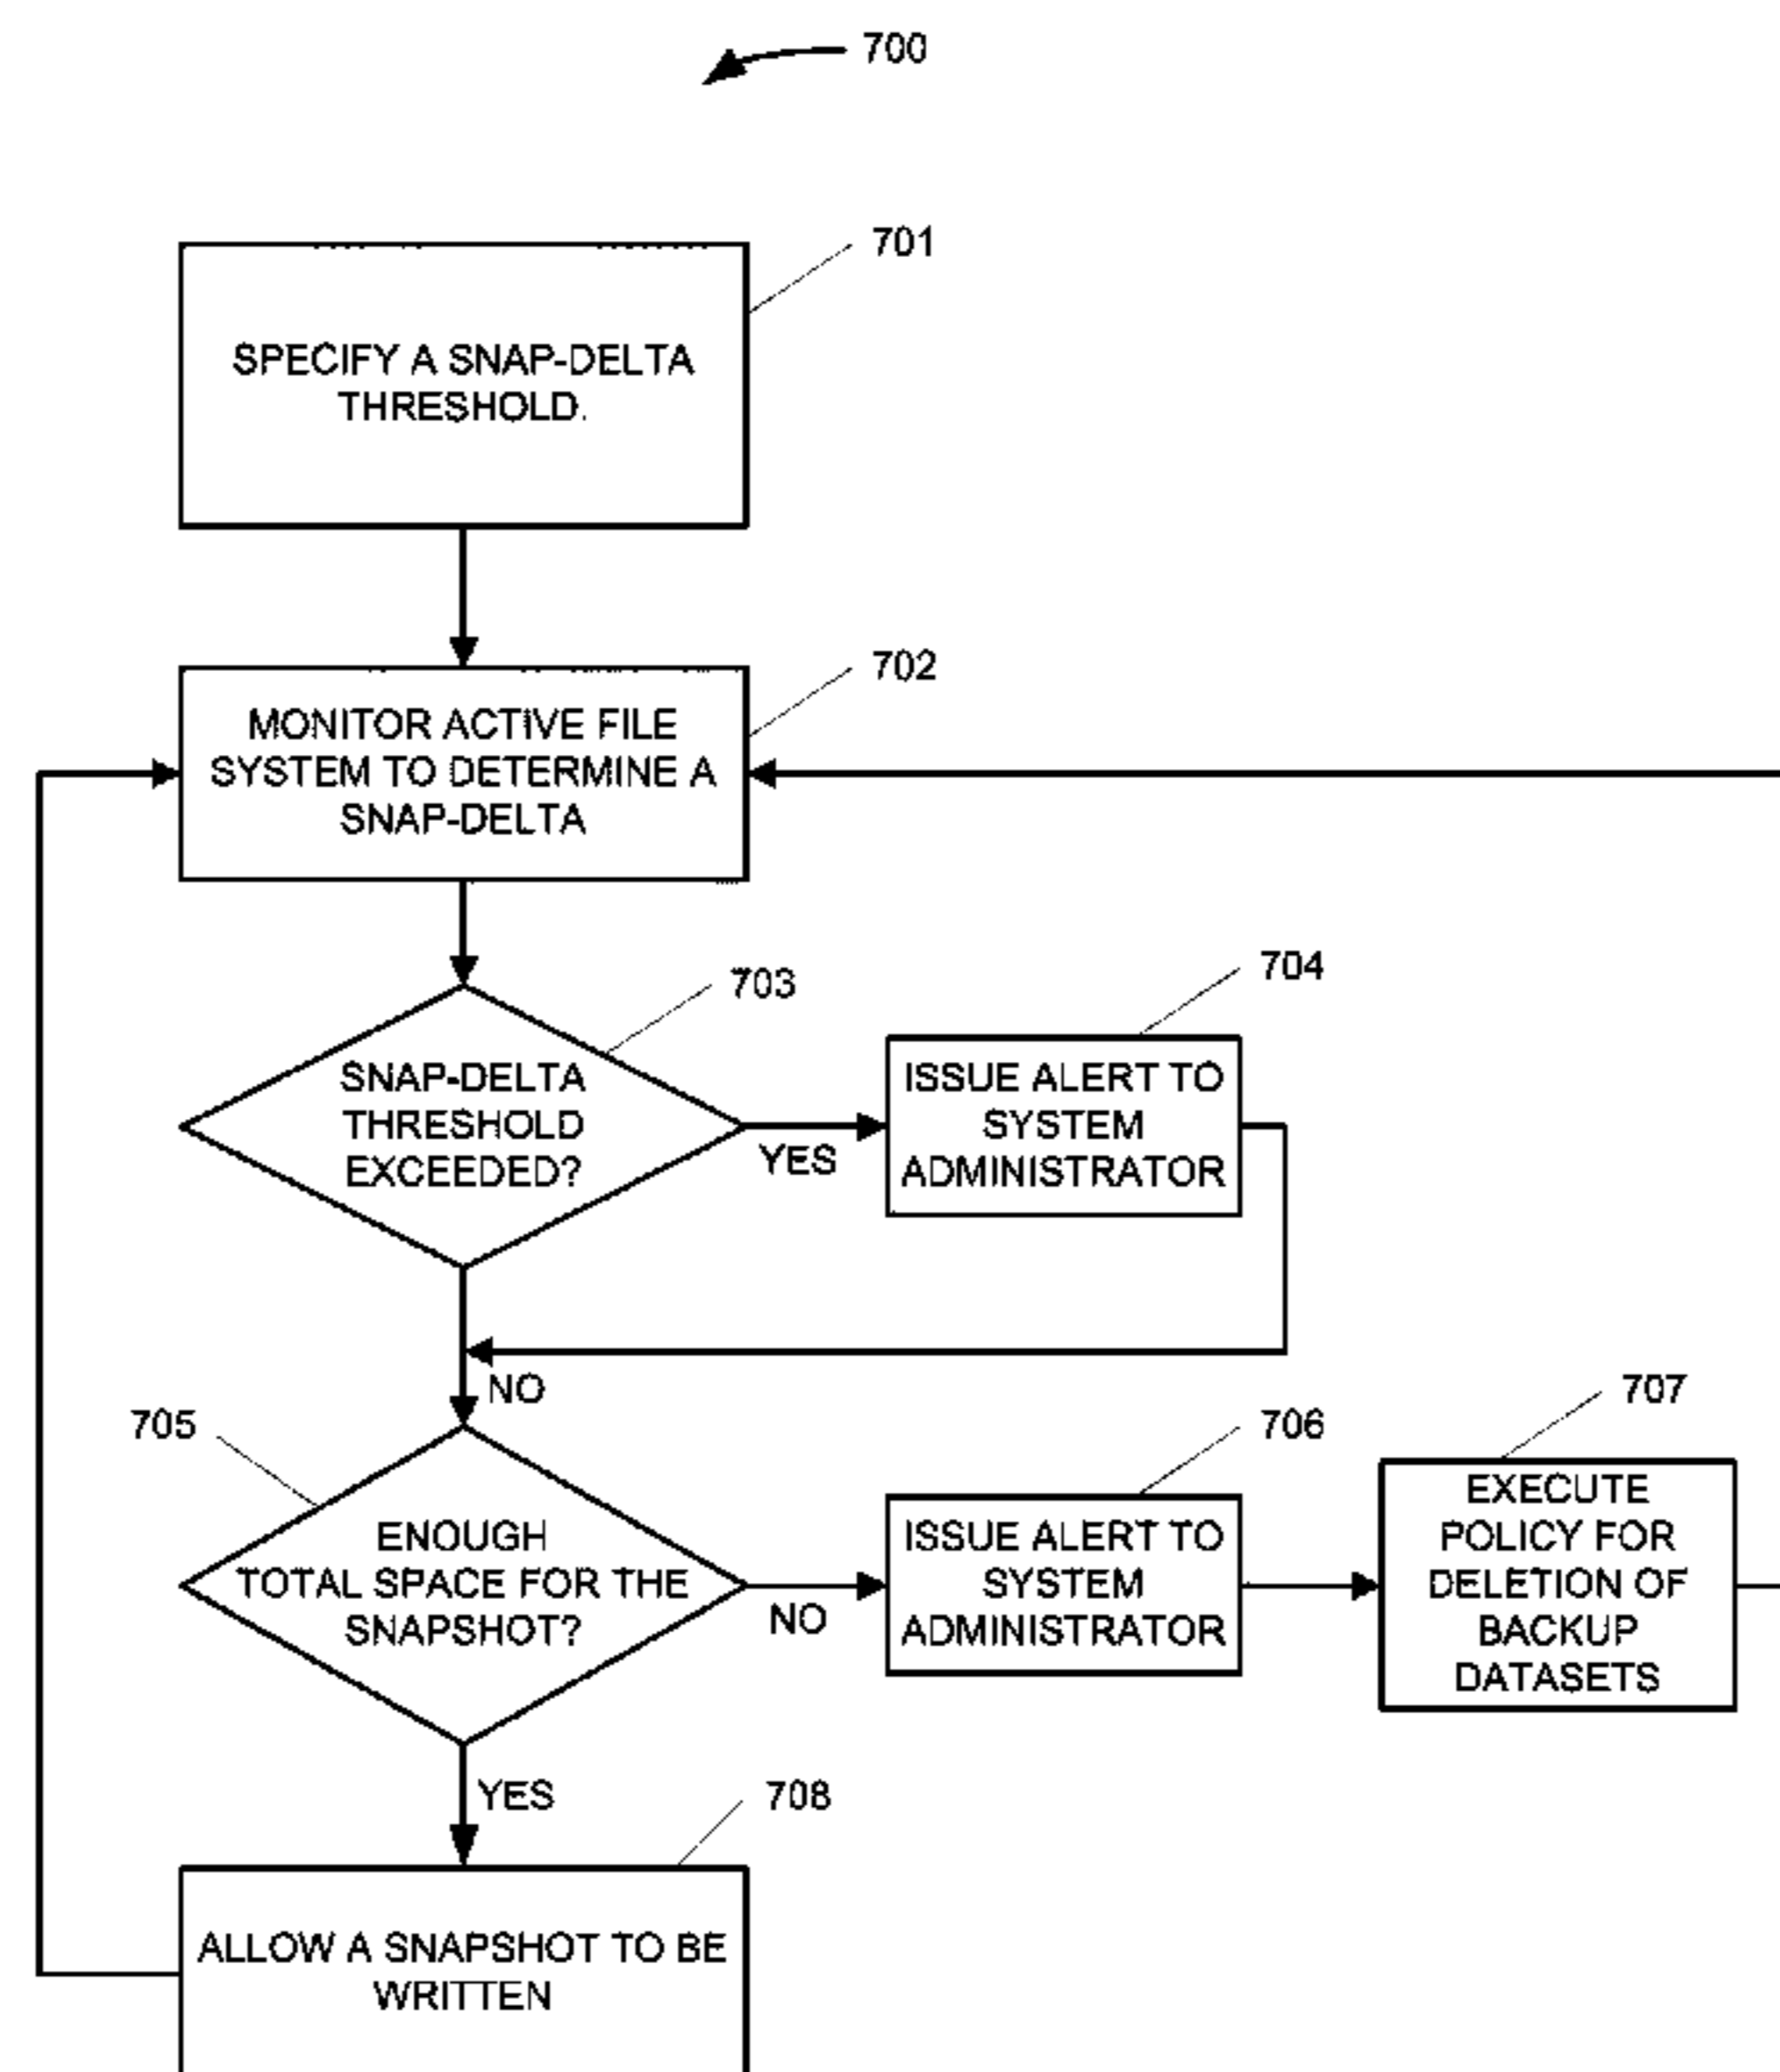 700
701
SPECIFY A SNAP-DELTA
THRESHOLD.
702
MONITOR ACTIVE FILE
SYSTEM TO DETERMINE A
SNAP-DELTA
703
SNAP-DELTA
THRESHOLD
EXCEEDED?
YES
704
ISSUE ALERT TO
SYSTEM
ADMINISTRATOR
NO
705
ENOUGH
TOTAL SPACE FOR THE
SNAPSHOT?
NO
706
ISSUE ALERT TO
SYSTEM
ADMINISTRATOR
707
EXECUTE
POLICY FOR
DELETION OF
BACKUP
DATASETS
YES
708
ALLOW A SNAPSHOT TO BE
WRITTEN